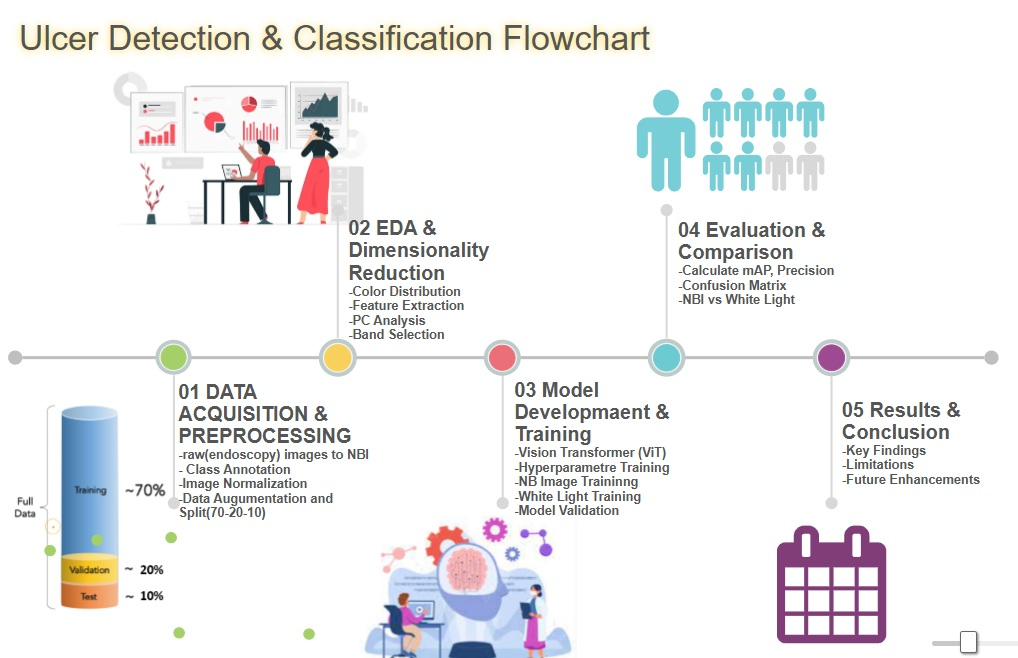 Ulcer Detection & Classification Flowchart
02 EDA &
Dimensionality
Reduction
-Color Distribution
-Feature Extraction
-PC Analysis
-Band Selection
04 Evaluation &
Comparison
-Calculate mAP, Precision
-Confusion Matrix
-NBI vs White Light
01 DATA
ACQUISITION &
PREPROCESSING
-raw(endoscopy) images to NBI
- Class Annotation
-Image Normalization
-Data Augumentation and
Split(70-20-10)
03 Model
Developmaent &
Training
-Vision Transformer (ViT)
-Hyperparametre Training
-NB Image Traininng
-White Light Training
-Model Validation
05 Results &
Conclusion
-Key Findings
-Limitations
-Future Enhancements
Full
Data
Training
~70%
Validation
~ 20%
Test
~ 10%